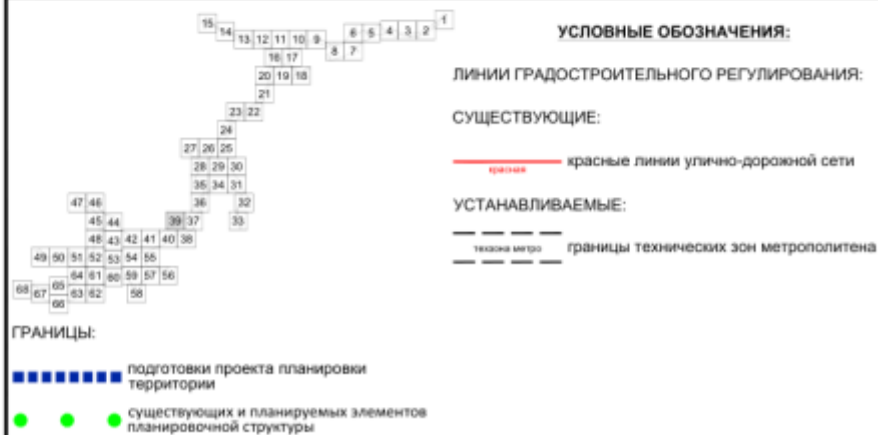 1
15
14
6 5 4 3 2
13 12 11 10 9
8 7
16 17
20 19 18
21
23 22
24
27 26 25
28 29 30
35 34 31
47 46
36
32
45 44
39 37
33
48 43 42 41 40 38
49 50 51 52 53 54 55
64 61 60 59 57 56
68 67 65 63 62
58
66
УСЛОВНЫЕ ОБОЗНАЧЕНИЯ:
ЛИНИИ ГРАДОСТРОИТЕЛЬНОГО РЕГУЛИРОВАНИЯ:
СУЩЕСТВУЮЩИЕ:
красная
красные линии улично-дорожной сети
УСТАНАВЛИВАЕМЫЕ:
техзона метро
границы технических зон метрополитена
ГРАНИЦЫ:
подготовки проекта планировки
территории
существующих и планируемых элементов
планировочной структуры